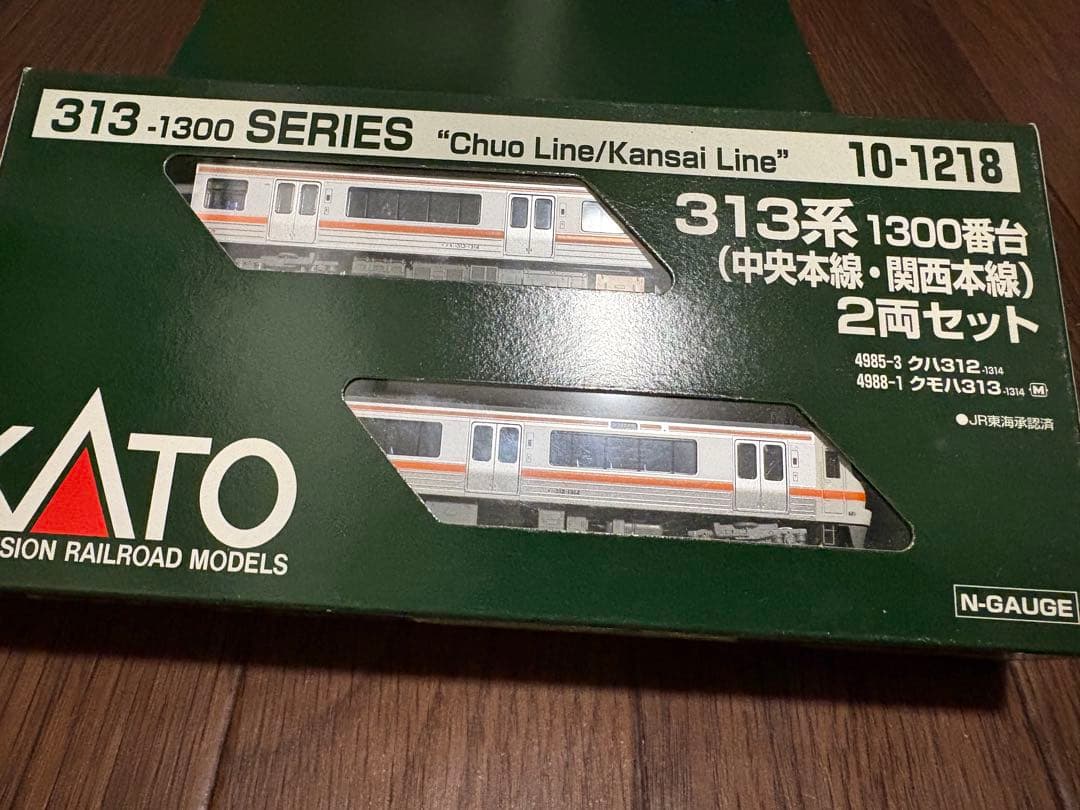 313-1300 SERIES "Chuo Line/Kansai Line" 10-1218
313系 1300番台
(中央本線・関西本線)
2両セット
4985-3 クハ312-1314
4988-1 クモハ313-1314 M
●JR東海承認済
KATO
SION RAILROAD MODELS
N-GAUGE